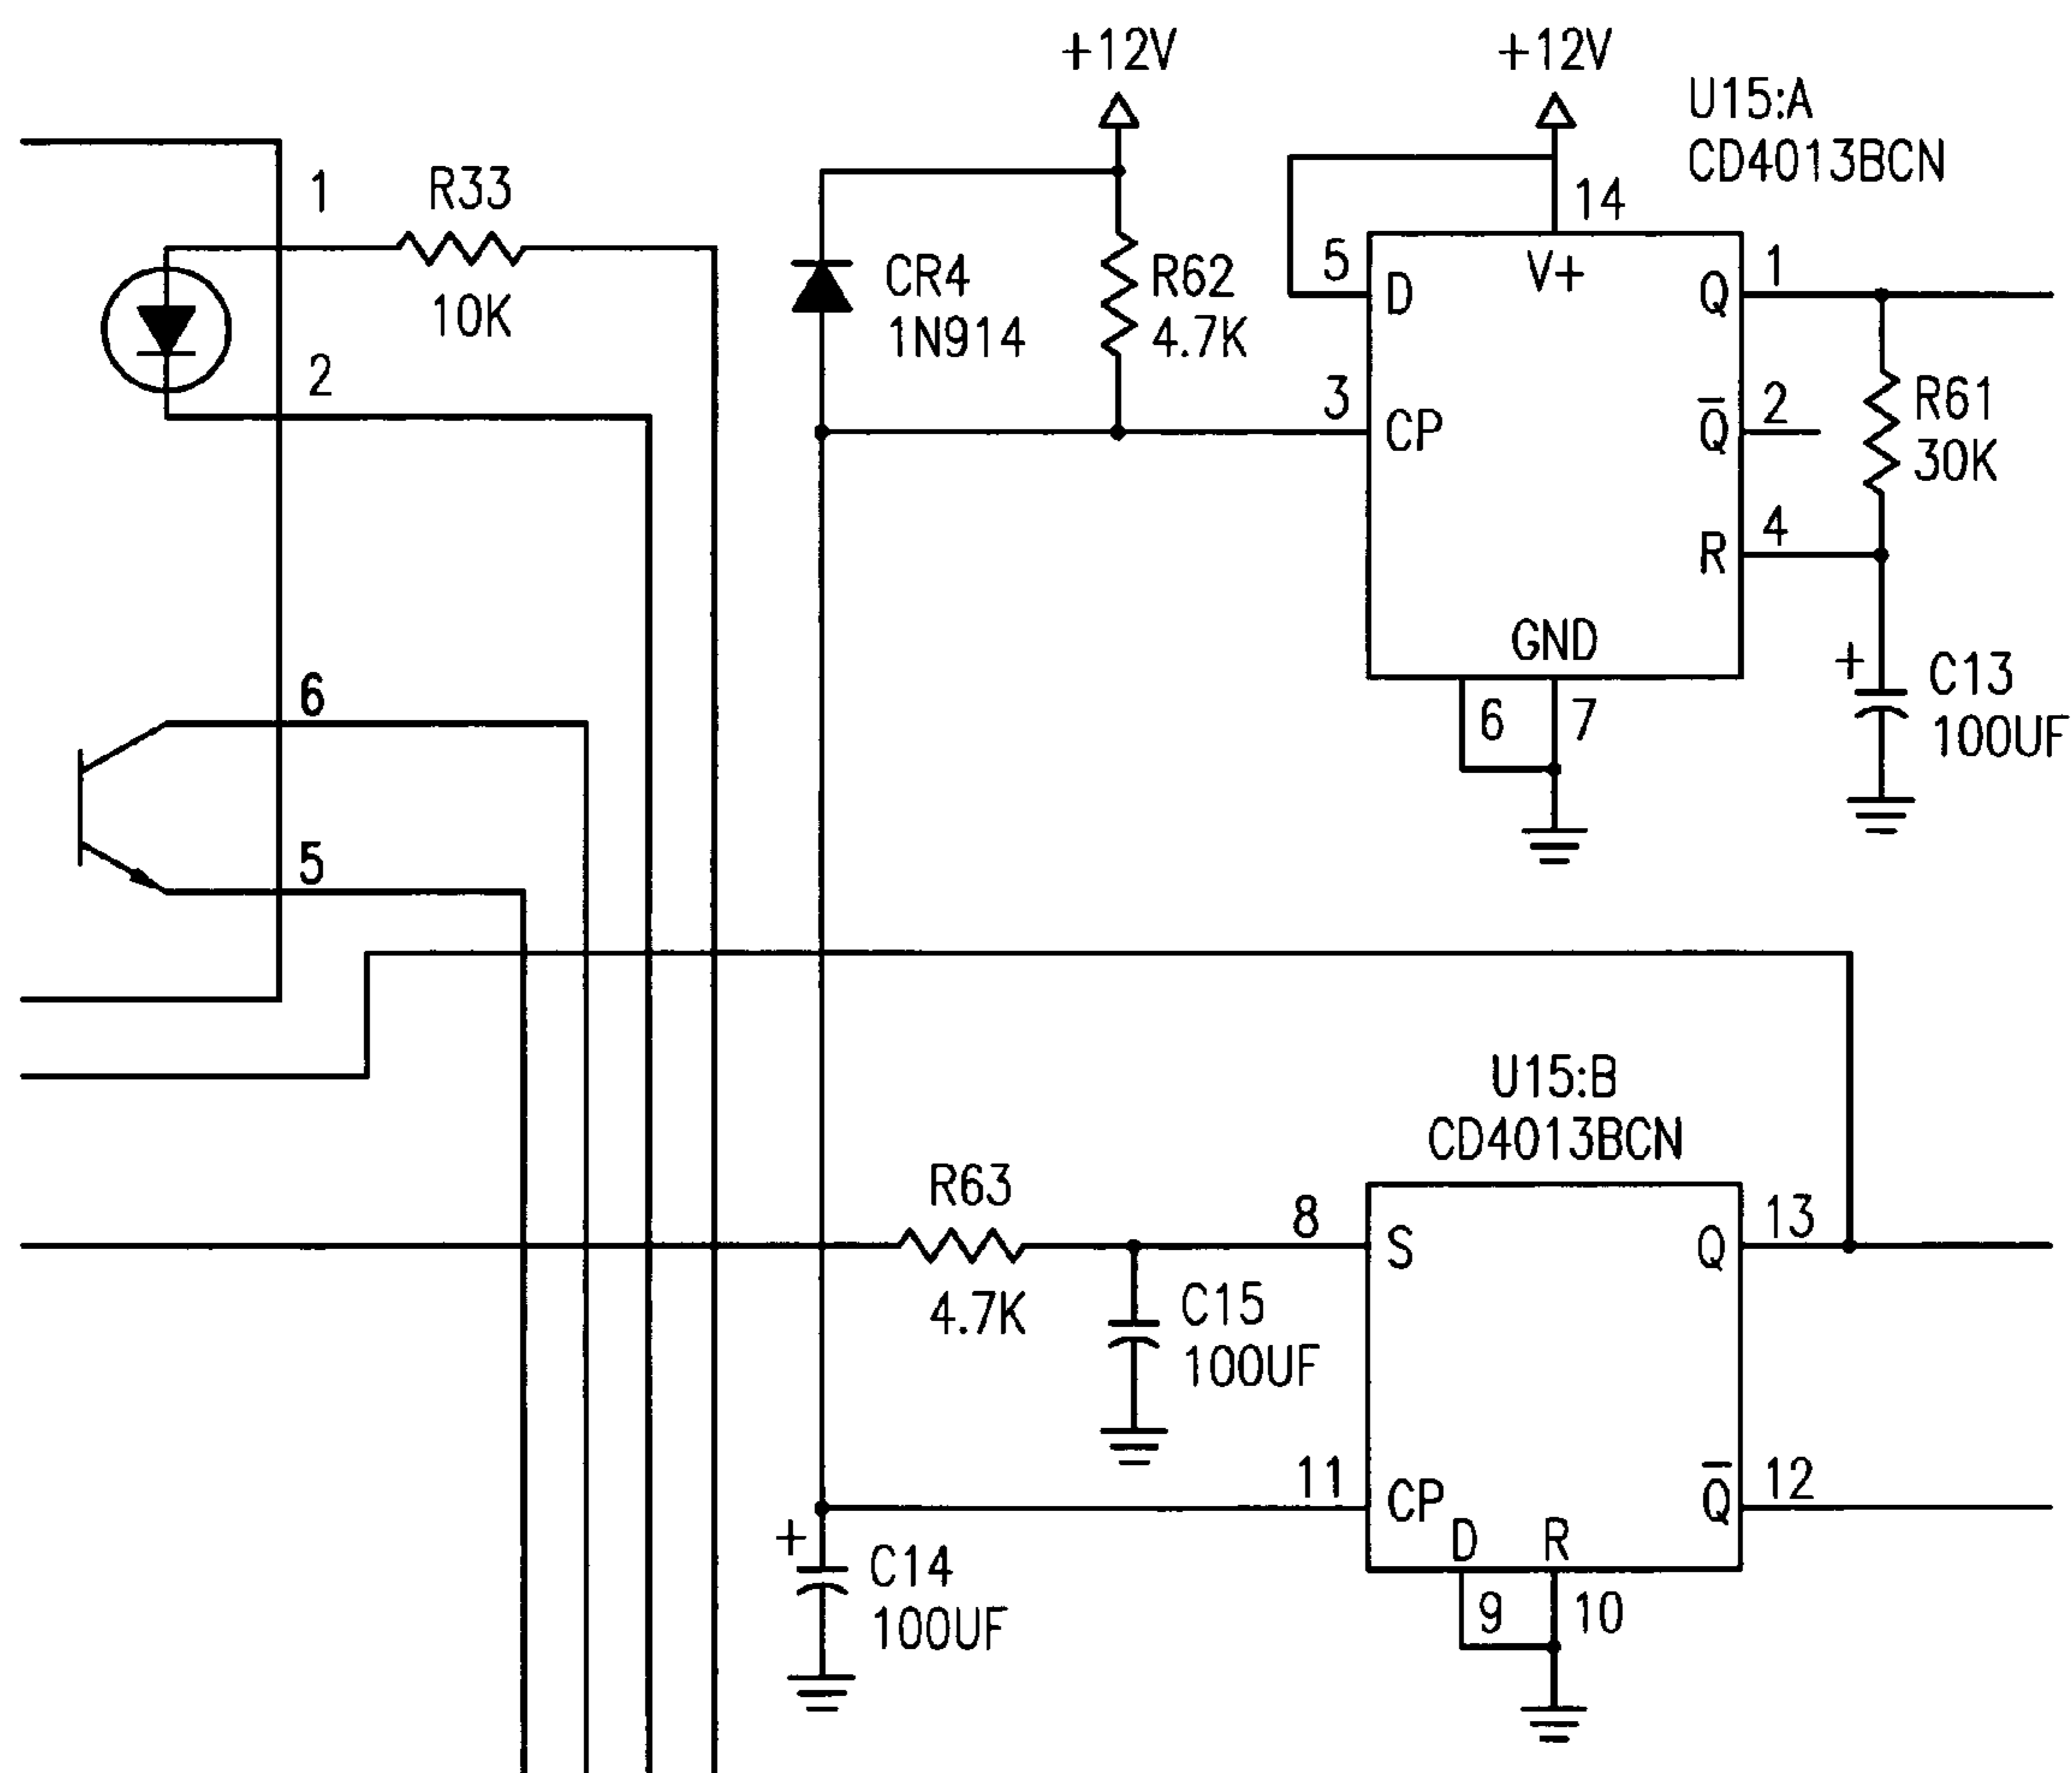 +12V
+12V
U15:A
CD4013BCN
1
R33
10K
2
CR4
1N914
R62
4.7K
14
5
D
V+
Q
1
3
CP
Q̅
2
R61
30K
R
4
GND
6
7
+
C13
100UF
6
5
U15:B
CD4013BCN
R63
4.7K
8
S
Q
13
C15
100UF
11
CP
D
R
Q̅
12
+
C14
100UF
9
10